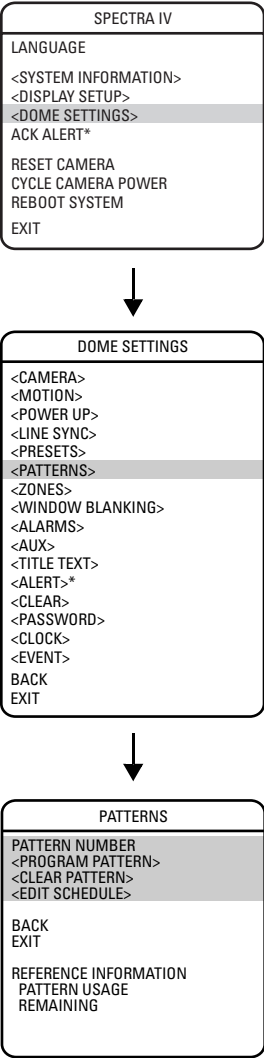 SPECTRA IV
LANGUAGE
<SYSTEM INFORMATION>
<DISPLAY SETUP>
<DOME SETTINGS>
ACK ALERT*
RESET CAMERA
CYCLE CAMERA POWER
REBOOT SYSTEM
EXIT
DOME SETTINGS
<CAMERA>
<MOTION>
<POWER UP>
<LINE SYNC>
<PRESETS>
<PATTERNS>
<ZONES>
<WINDOW BLANKING>
<ALARMS>
<AUX>
<TITLE TEXT>
<ALERT>*
<CLEAR>
<PASSWORD>
<CLOCK>
<EVENT>
BACK
EXIT
PATTERNS
PATTERN NUMBER
<PROGRAM PATTERN>
<CLEAR PATTERN>
<EDIT SCHEDULE>
BACK
EXIT
REFERENCE INFORMATION
PATTERN USAGE
REMAINING